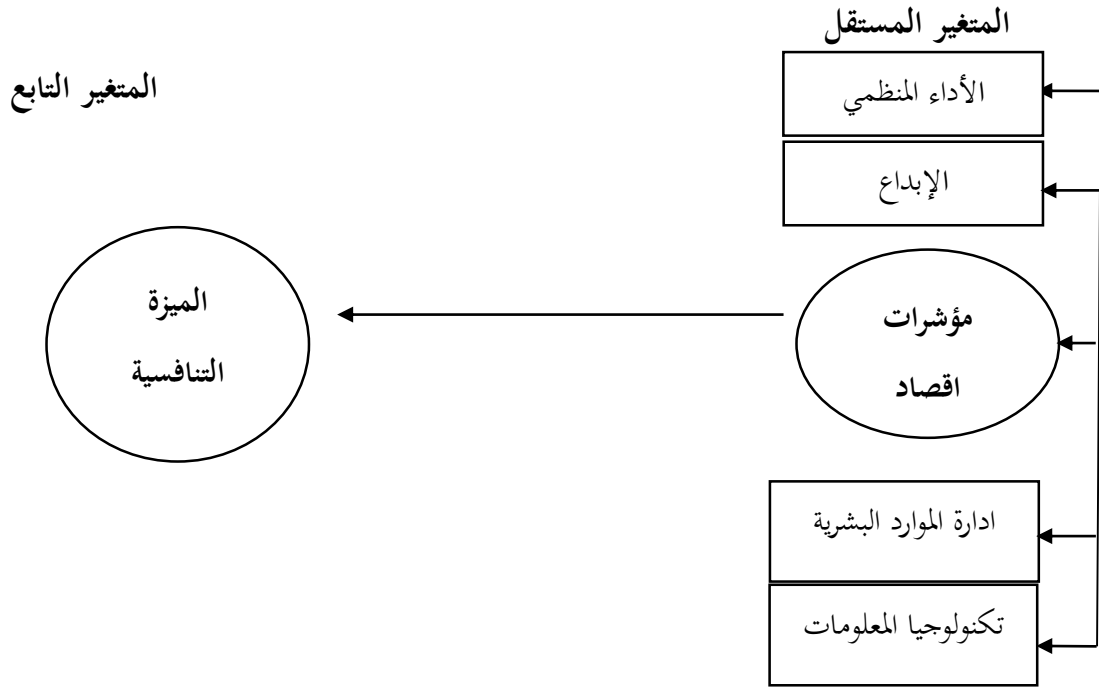 المتغير المستقل
المتغير التابع
الأداء المنظمي
الإبداع
مؤشرات
اقصاد
الميزة
التنافسية
ادارة الموارد البشرية
تكنولوجيا المعلومات